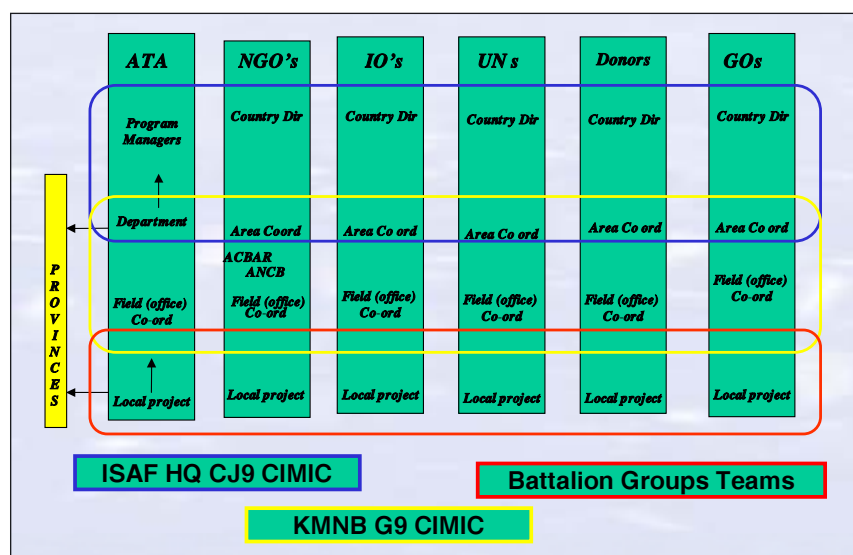 ATA
NGO's
IO's
UN s
Donors
GOs
Program
Managers
Country Dir
Country Dir
Country Dir
Country Dir
Country Dir
Department
Area Coord
Area Co ord
Area Co ord
Area Co ord
Area Co ord
ACBAR
ANCB
Field (office)
Co-ord
Field (office)
Co-ord
Field (office)
Co-ord
Field (office)
Co-ord
Field (office)
Co-ord
Field (office)
Co-ord
Local project
Local project
Local project
Local project
Local project
Local project
PROVINCES
ISAF HQ CJ9 CIMIC
Battalion Groups Teams
KMNB G9 CIMIC